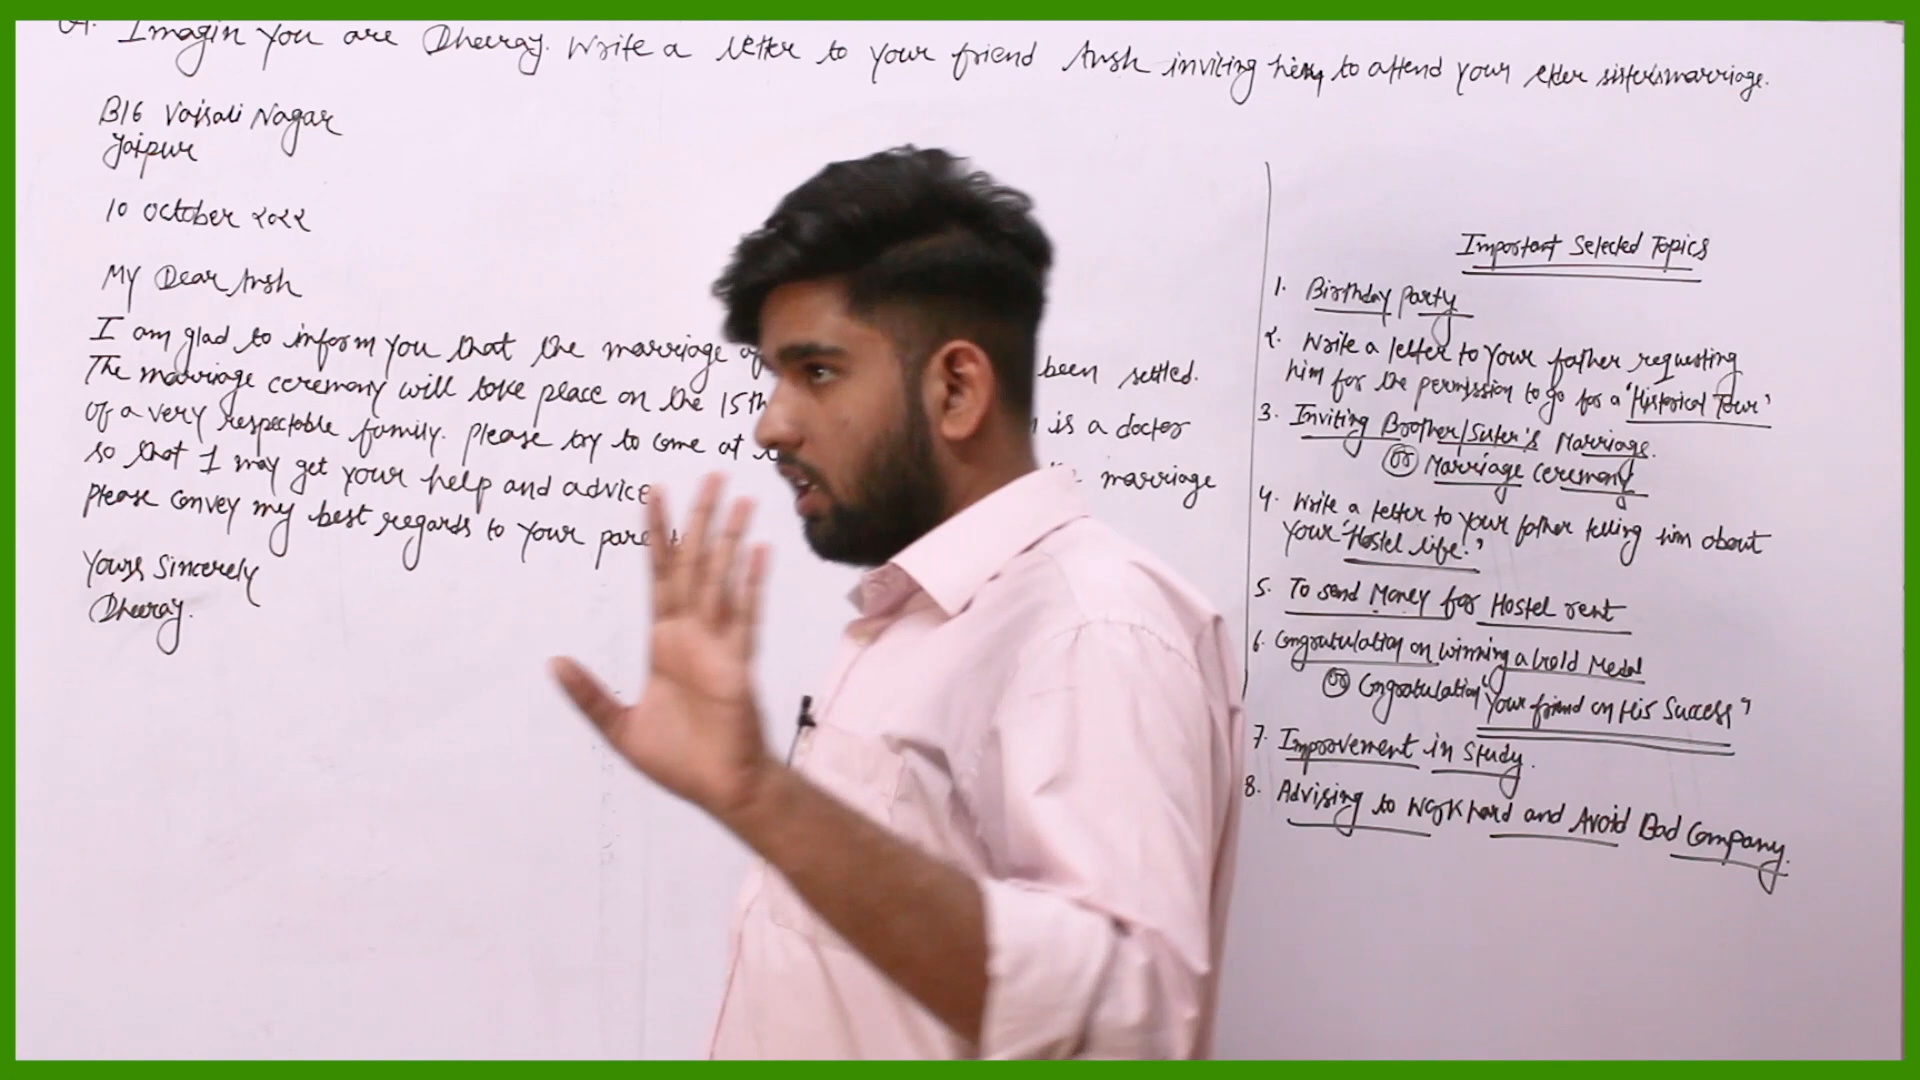 Imagin You are Dheeraj. Write a letter to your friend Ansh inviting him to attend your elder sister's marriage.
B16 Vaisali Nagar
Jaipur
10 October 2022
My Dear Ansh
I am glad to inform you that the marriage of been settled.
The marriage ceremony will take place on the 15th is a doctor
of a very respectable family. please try to come at marriage
so that I may get your help and advice
please convey my best regards to your
Yours Sincerely
Dheeraj.
Important Selected Topics
1. Birthday Party
2. Write a letter to your father requesting
him for the permission to go for a 'Historical Tour'
3. Inviting Brother/Sister's Marriage.
OR Marriage ceremony
4. Write a letter to your father telling him about
your 'Hostel life.'
5. To send Money for Hostel rent
6. Congratulation on winning a Gold Medal
OR Congratulation "Your friend on His Success"
7. Improvement in Study.
8. Advising to Work hard and Avoid Bad Company.